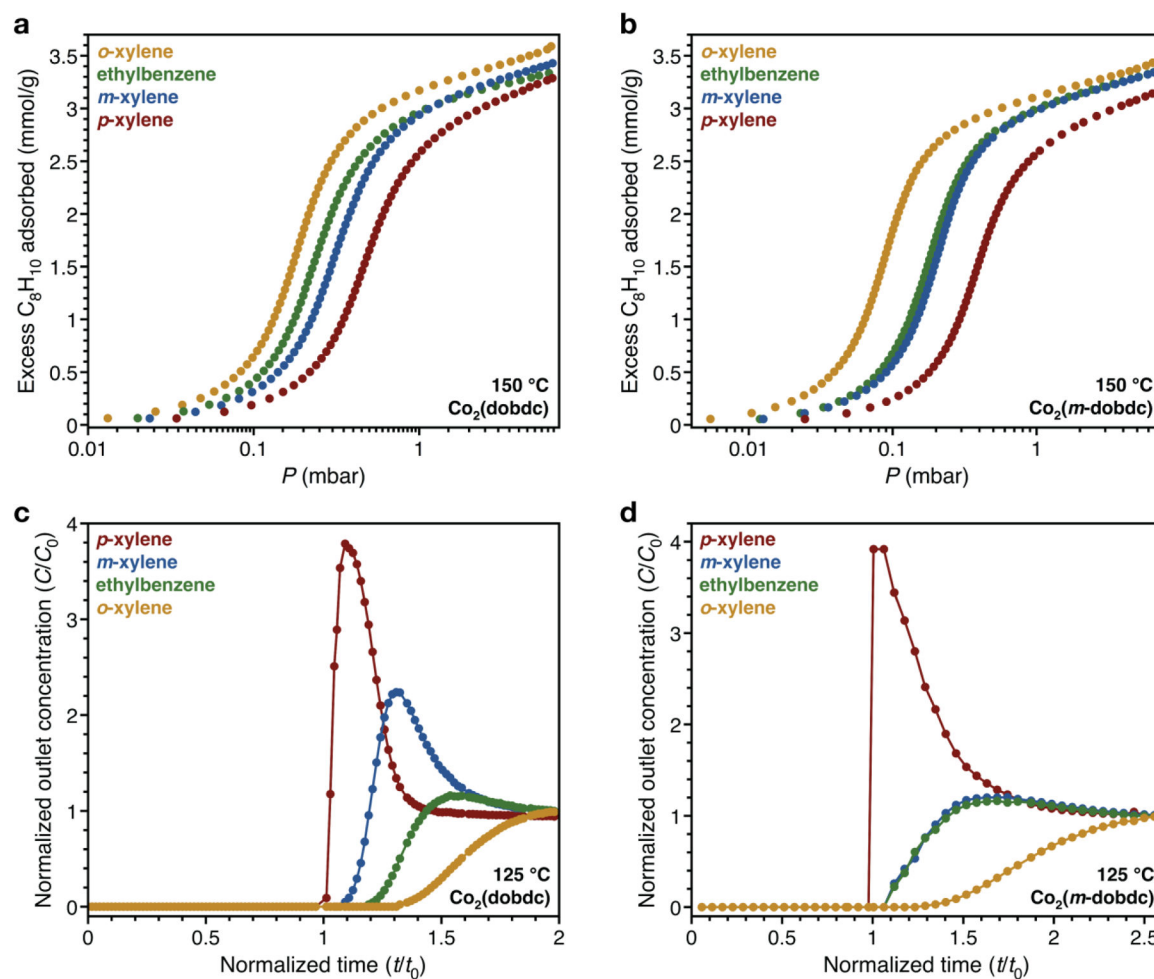 a
o-xylene
ethylbenzene
m-xylene
p-xylene
Excess C₈H₁₀ adsorbed (mmol/g)
3.5
3
2.5
2
1.5
1
0.5
0
0.01
0.1
1
P (mbar)
150 °C
Co₂(dobdc)
b
o-xylene
ethylbenzene
m-xylene
p-xylene
Excess C₈H₁₀ adsorbed (mmol/g)
3.5
3
2.5
2
1.5
1
0.5
0
0.01
0.1
1
P (mbar)
150 °C
Co₂(m-dobdc)
c
p-xylene
m-xylene
ethylbenzene
o-xylene
Normalized outlet concentration (C/C₀)
4
3
2
1
0
0
0.5
1
1.5
2
Normalized time (t/t₀)
125 °C
Co₂(dobdc)
d
p-xylene
m-xylene
ethylbenzene
o-xylene
Normalized outlet concentration (C/C₀)
4
3
2
1
0
0
0.5
1
1.5
2
2.5
Normalized time (t/t₀)
125 °C
Co₂(m-dobdc)